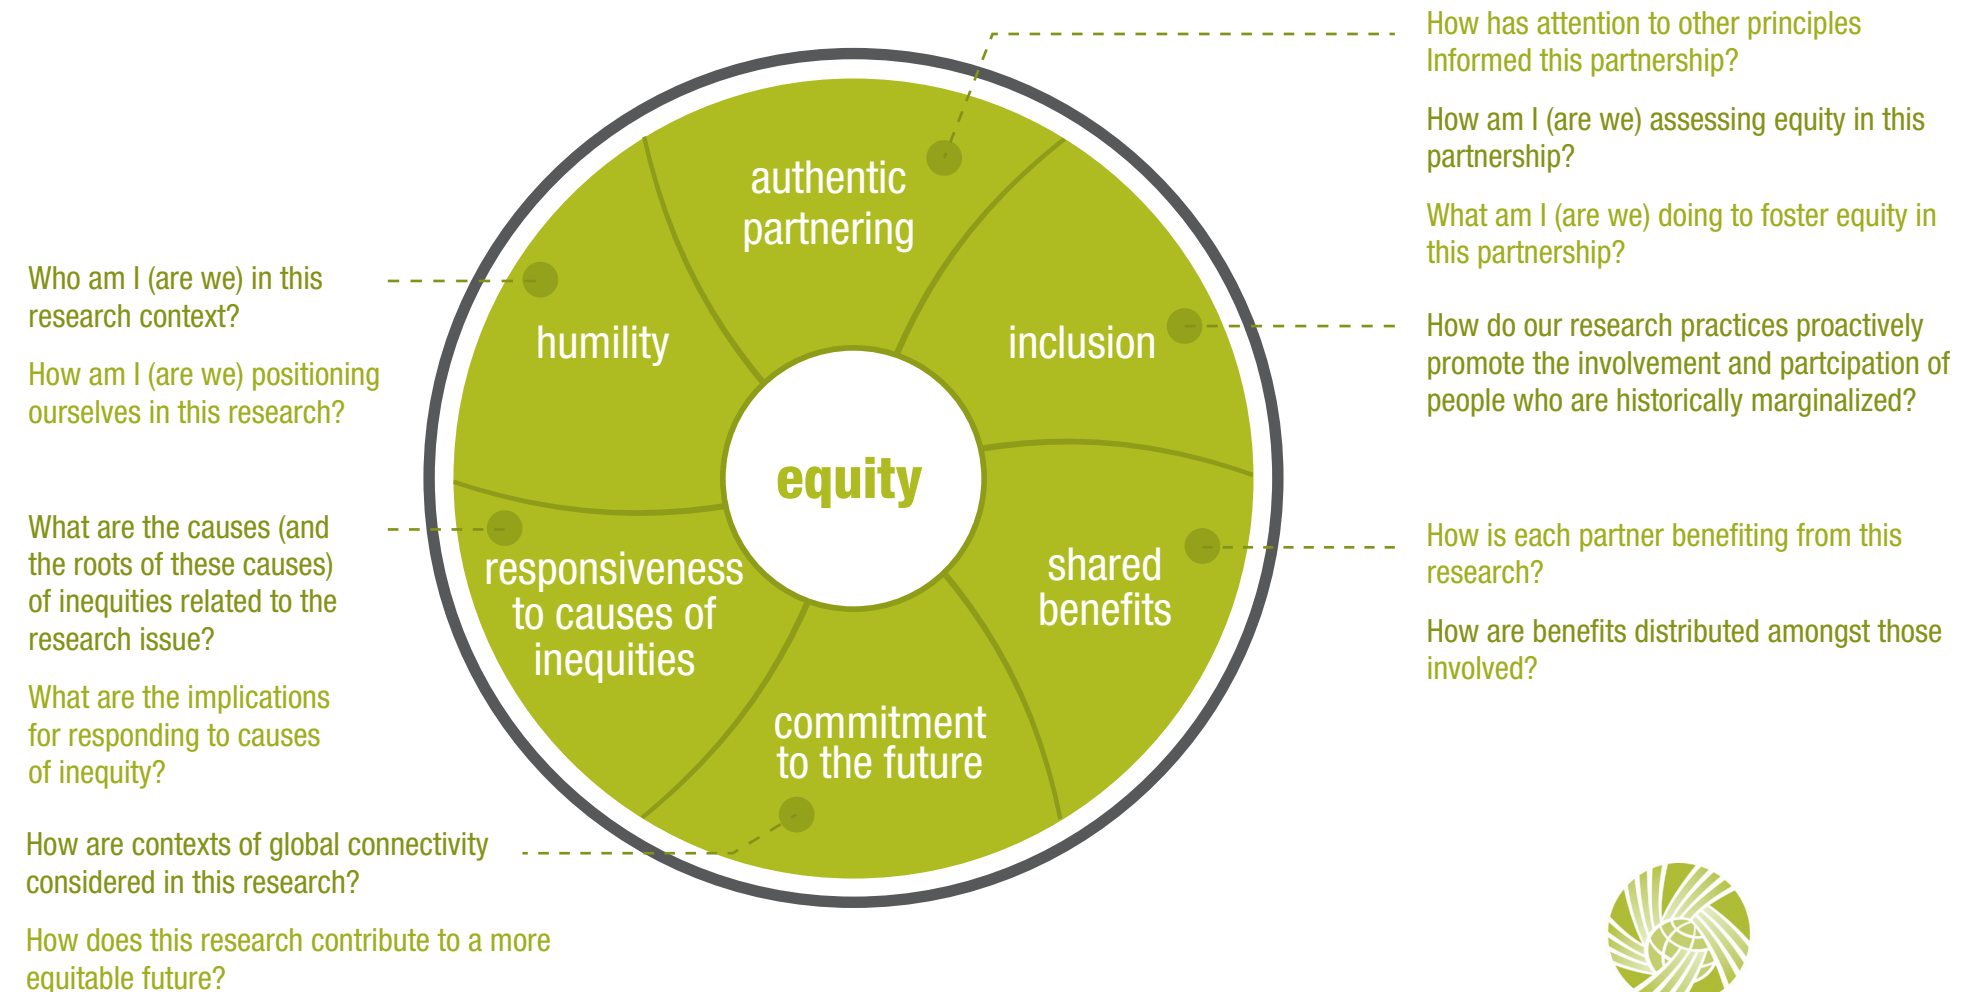 How has attention to other principles
Informed this partnership?
How am I (are we) assessing equity in this
partnership?
What am I (are we) doing to foster equity in
this partnership?
How do our research practices proactively
promote the involvement and partcipation of
people who are historically marginalized?
How is each partner benefiting from this
research?
How are benefits distributed amongst those
involved?
authentic
partnering
inclusion
shared
benefits
commitment
to the future
responsiveness
to causes of
inequities
humility
equity
Who am I (are we) in this
research context?
How am I (are we) positioning
ourselves in this research?
What are the causes (and
the roots of these causes)
of inequities related to the
research issue?
What are the implications
for responding to causes
of inequity?
How are contexts of global connectivity
considered in this research?
How does this research contribute to a more
equitable future?